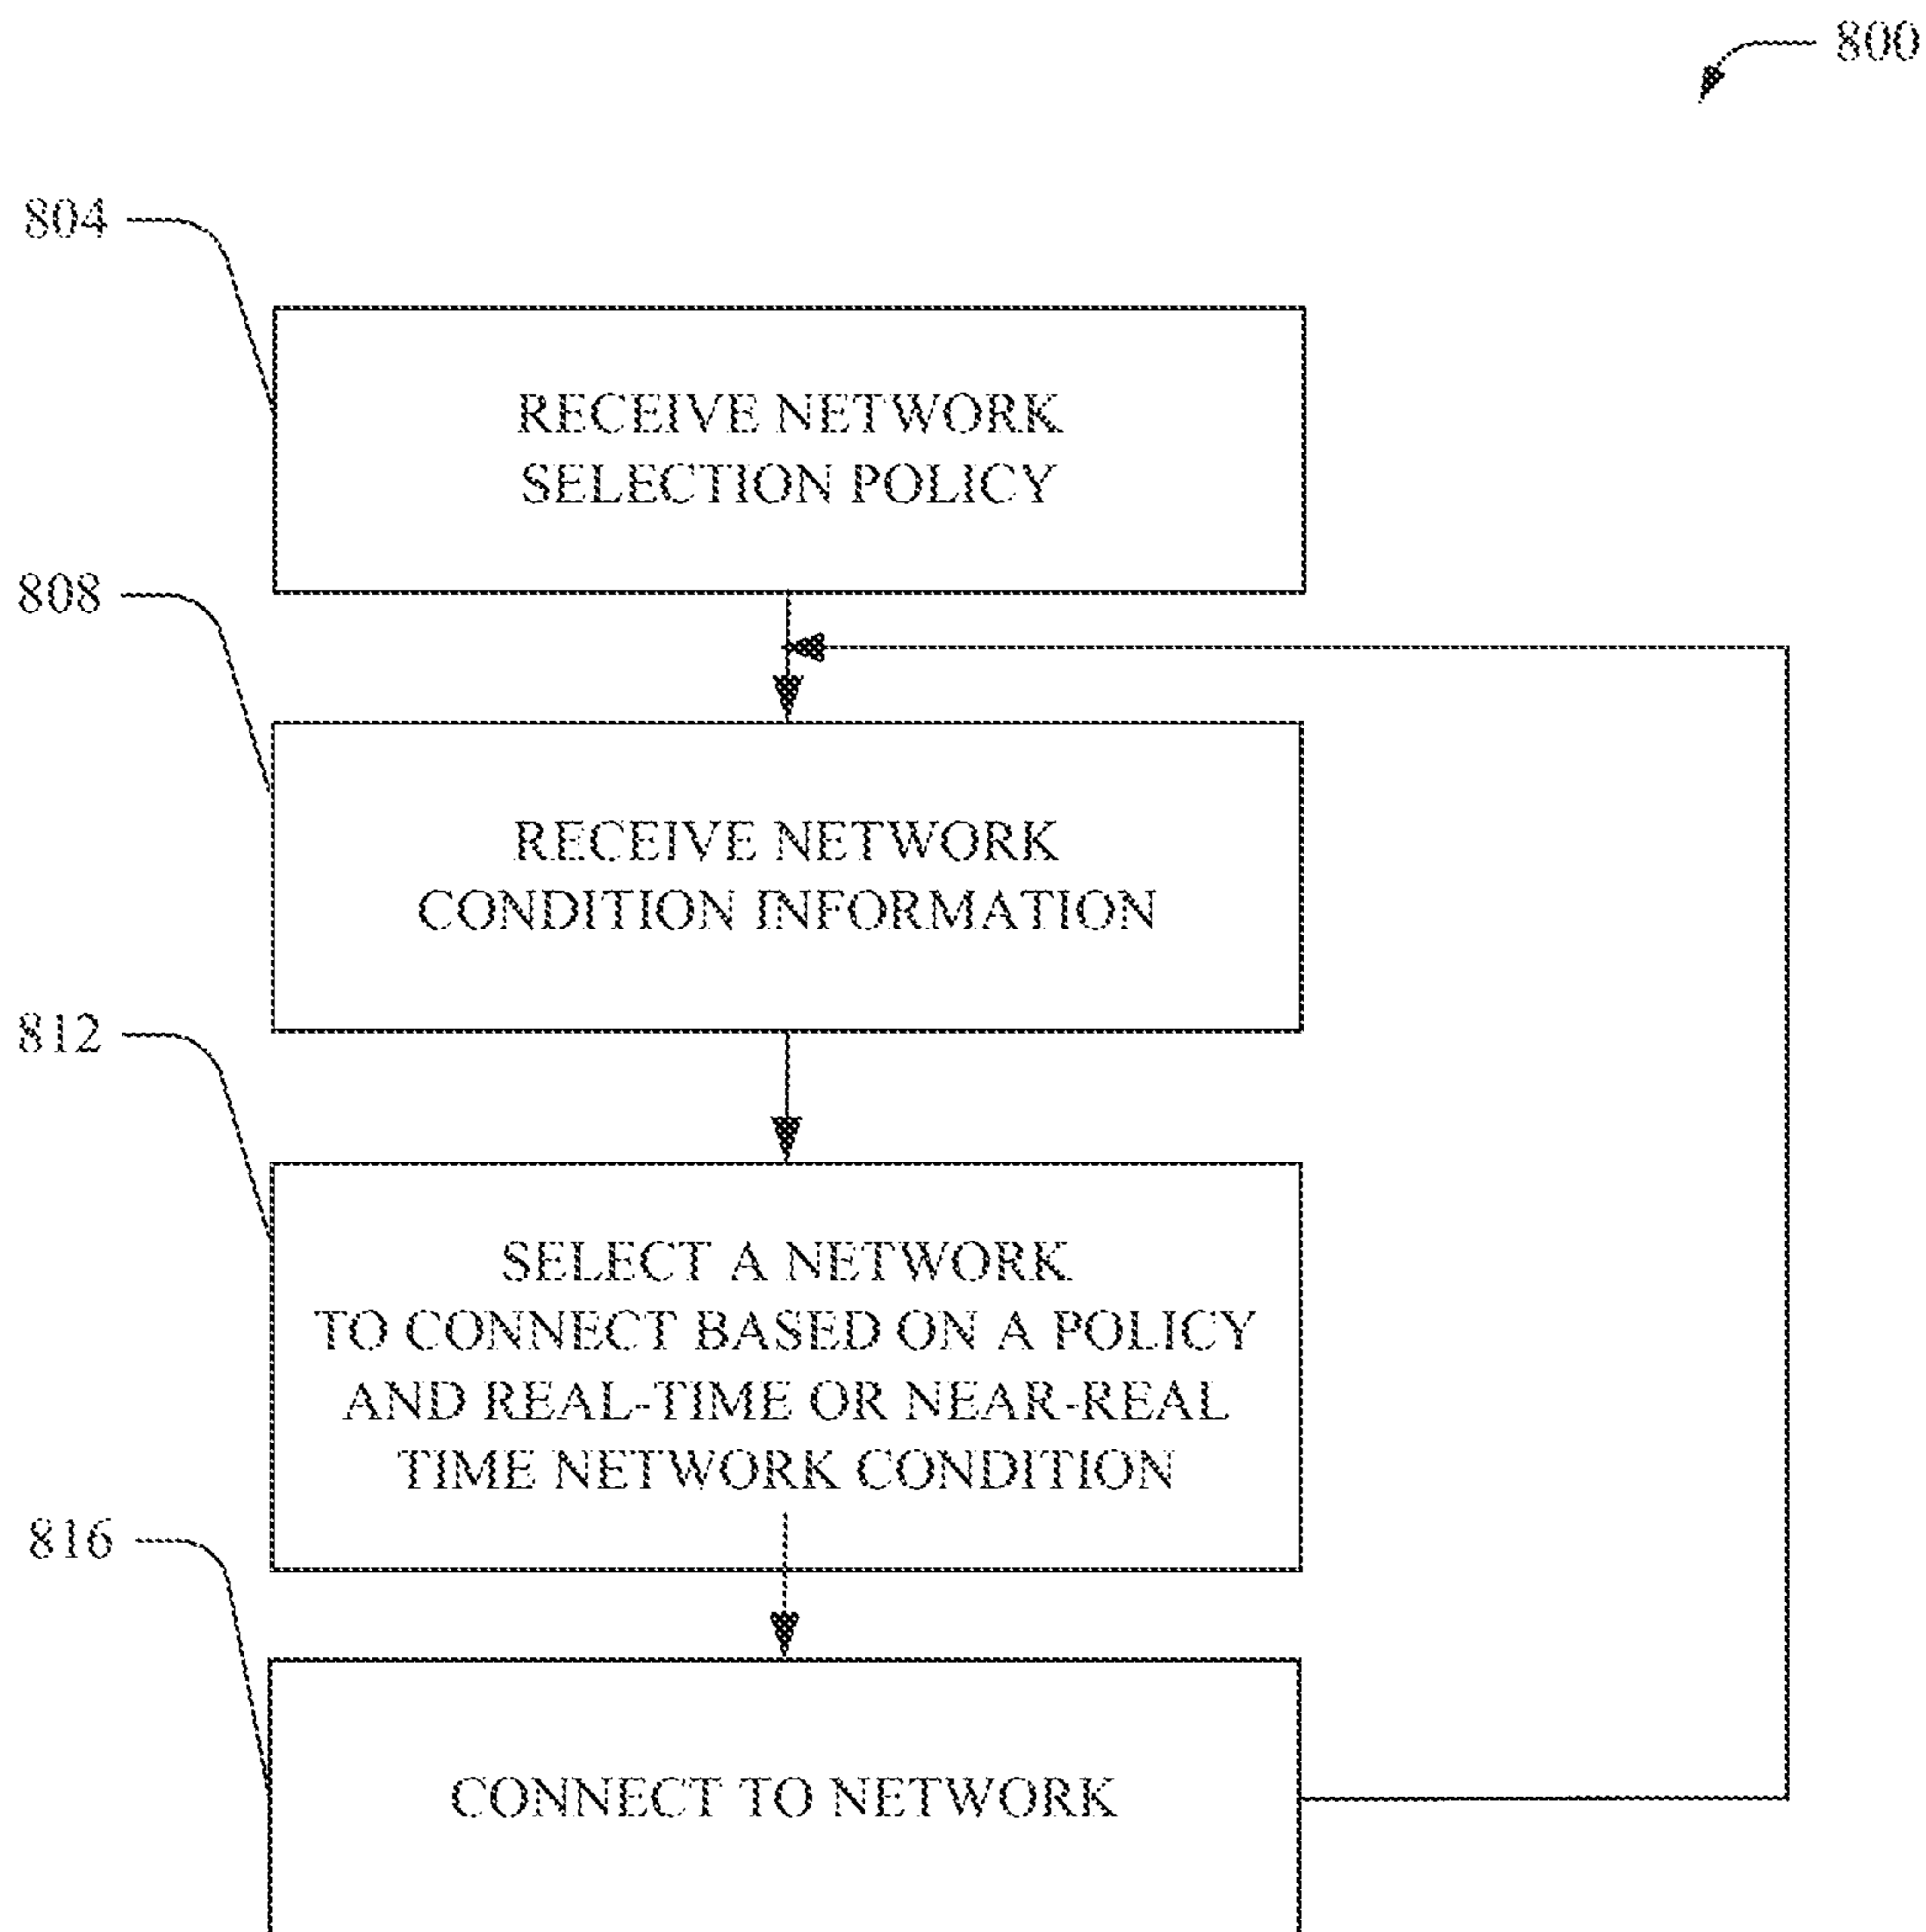 800
804
RECEIVE NETWORK
SELECTION POLICY
808
RECEIVE NETWORK
CONDITION INFORMATION
812
SELECT A NETWORK
TO CONNECT BASED ON A POLICY
AND REAL-TIME OR NEAR-REAL
TIME NETWORK CONDITION
816
CONNECT TO NETWORK